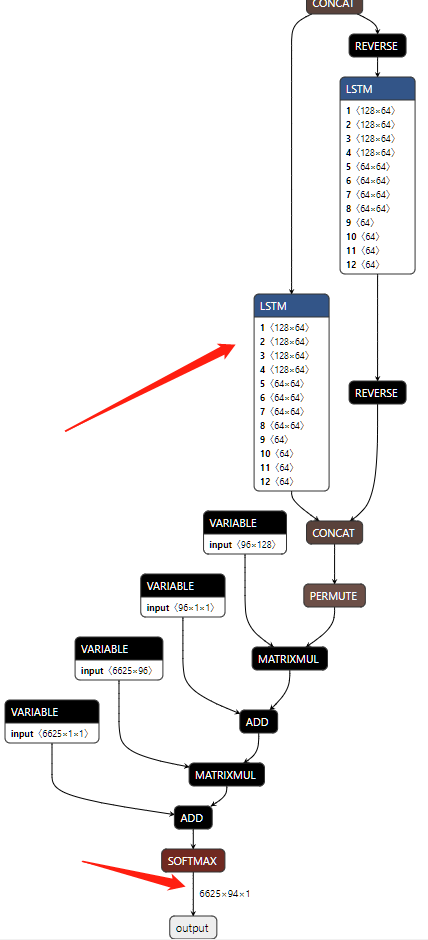 CONCAT
REVERSE
LSTM
1 〈128×64〉
2 〈128×64〉
3 〈128×64〉
4 〈128×64〉
5 〈64×64〉
6 〈64×64〉
7 〈64×64〉
8 〈64×64〉
9 〈64〉
10 〈64〉
11 〈64〉
12 〈64〉
LSTM
1 〈128×64〉
2 〈128×64〉
3 〈128×64〉
4 〈128×64〉
5 〈64×64〉
6 〈64×64〉
7 〈64×64〉
8 〈64×64〉
9 〈64〉
10 〈64〉
11 〈64〉
12 〈64〉
REVERSE
VARIABLE
input 〈96×128〉
CONCAT
VARIABLE
input 〈96×1×1〉
PERMUTE
VARIABLE
input 〈6625×96〉
MATRIXMUL
VARIABLE
input 〈6625×1×1〉
ADD
MATRIXMUL
ADD
SOFTMAX
6625×94×1
output